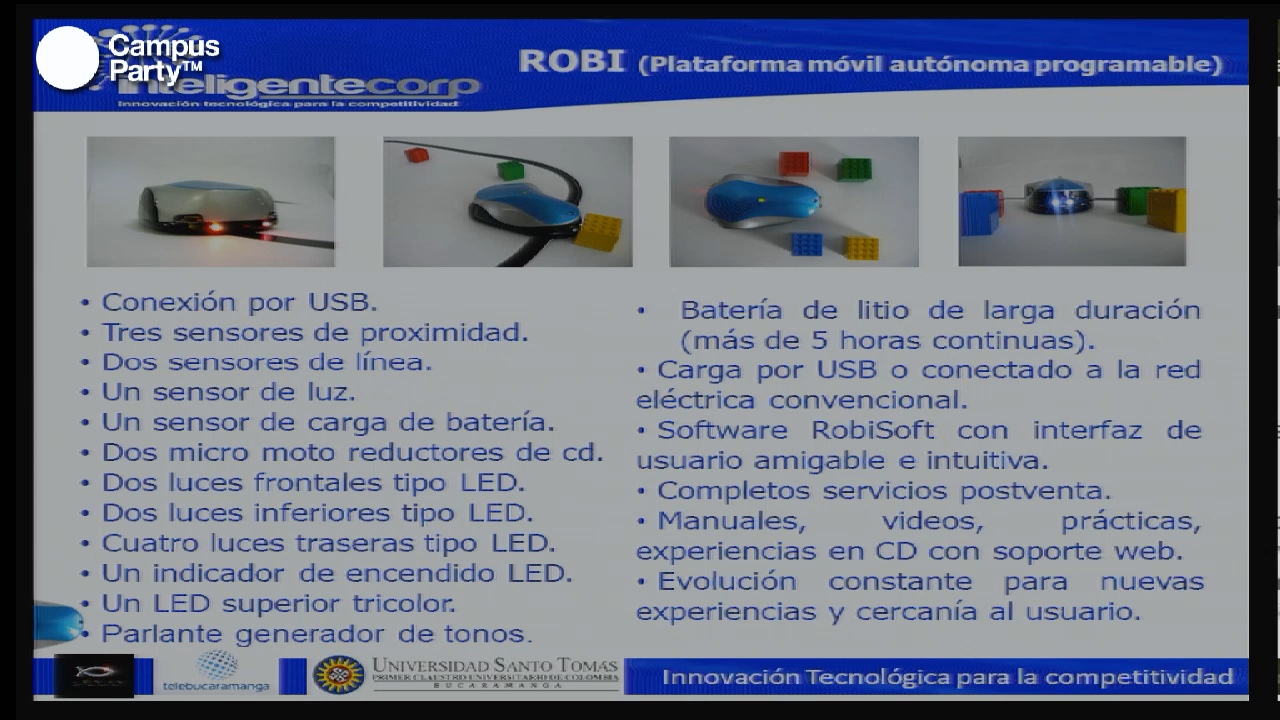 Campus
Party™
inteligentecorp
Innovación tecnológica para la competitividad
ROBI (Plataforma móvil autónoma programable)
• Conexión por USB.
• Tres sensores de proximidad.
• Dos sensores de línea.
• Un sensor de luz.
• Un sensor de carga de batería.
• Dos micro moto reductores de cd.
• Dos luces frontales tipo LED.
• Dos luces inferiores tipo LED.
• Cuatro luces traseras tipo LED.
• Un indicador de encendido LED.
• Un LED superior tricolor.
• Parlante generador de tonos.
• Batería de litio de larga duración
(más de 5 horas continuas).
• Carga por USB o conectado a la red
eléctrica convencional.
• Software RobiSoft con interfaz de
usuario amigable e intuitiva.
• Completos servicios postventa.
• Manuales, videos, prácticas,
experiencias en CD con soporte web.
• Evolución constante para nuevas
experiencias y cercanía al usuario.
telebucaramanga
UNIVERSIDAD SANTO TOMÁS
PRIMER CLAUSTRO UNIVERSITARIO DE COLOMBIA
BUCARAMANGA
Innovación Tecnológica para la competitividad